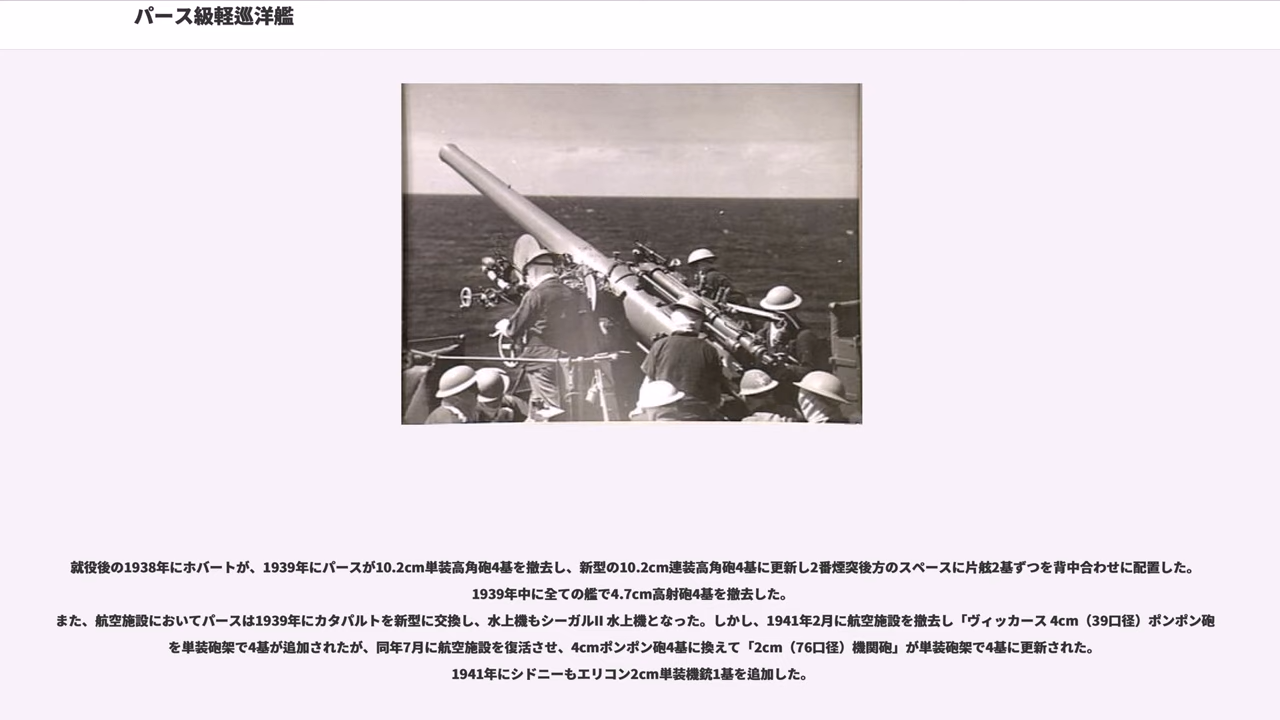 パース級軽巡洋艦
就役後の1938年にホバートが、1939年にパースが10.2cm単装高角砲4基を撤去し、新型の10.2cm連装高角砲4基に更新し2番煙突後方のスペースに片舷2基ずつを背中合わせに配置した。
1939年中に全ての艦で4.7cm高射砲4基を撤去した。
また、航空施設においてパースは1939年にカタパルトを新型に交換し、水上機もシーガルII 水上機となった。しかし、1941年2月に航空施設を撤去し「ヴィッカース 4cm（39口径）ポンポン砲
を単装砲架で4基が追加されたが、同年7月に航空施設を復活させ、4cmポンポン砲4基に換えて「2cm（76口径）機関砲」が単装砲架で4基に更新された。
1941年にシドニーもエリコン2cm単装機銃1基を追加した。